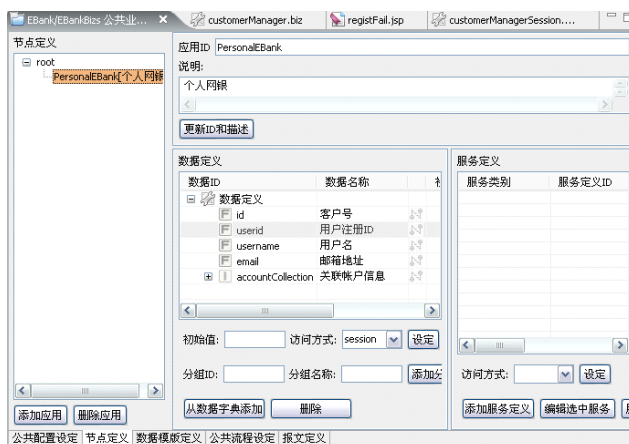 EBank/EBankBizs 公共业...
customerManager.biz
registFail.jsp
customerManagerSession....
节点定义
root
PersonalEBank[个人网银
应用ID PersonalEBank
说明:
个人网银
更新ID和描述
数据定义
数据ID 数据名称
数据定义
id 客户号
userid 用户注册ID
username 用户名
email 邮箱地址
accountCollection 关联帐户信息
初始值: 访问方式: session 设定
分组ID: 分组名称: 添加分
从数据字典添加 删除
服务定义
服务类别 服务定义ID
访问方式: 设定
添加服务定义 编辑选中服务
添加应用 删除应用
公共配置设定 节点定义 数据模版定义 公共流程设定 报文定义